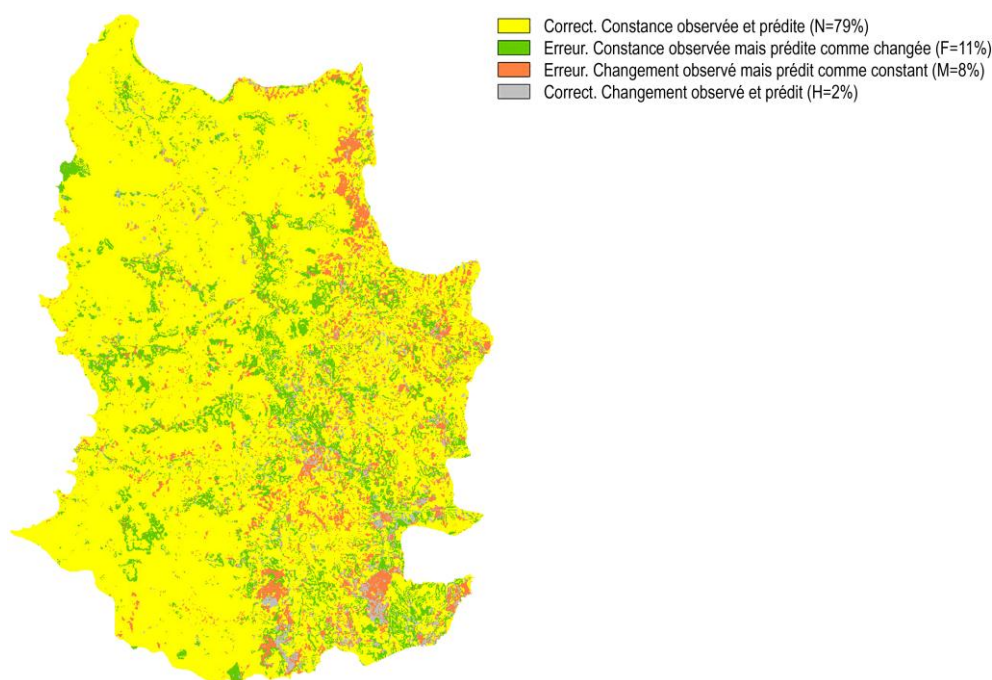 Correct. Constance observée et prédite (N=79%)
Erreur. Constance observée mais prédite comme changée (F=11%)
Erreur. Changement observé mais prédit comme constant (M=8%)
Correct. Changement observé et prédit (H=2%)